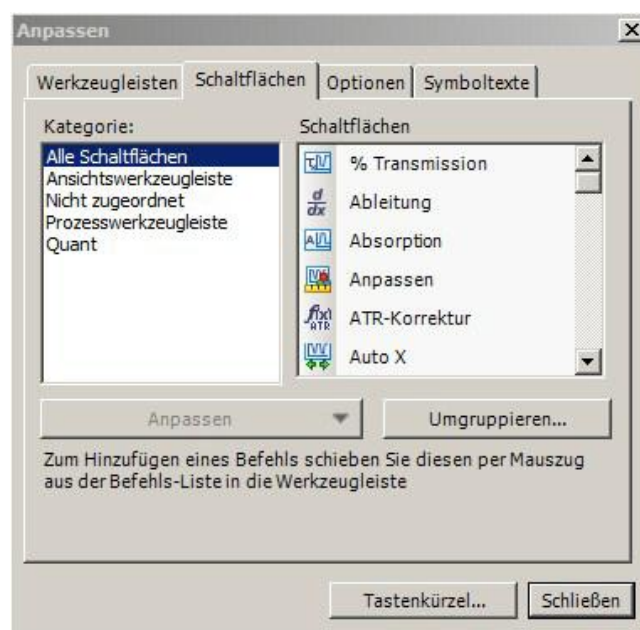 Anpassen
Werkzeugleisten Schaltflächen Optionen Symboltexte
Kategorie: Schaltflächen
Alle Schaltflächen
Ansichtswerkzeugleiste
Nicht zugeordnet
Prozesswerkzeugleiste
Quant
% Transmission
d/dx Ableitung
A Absorption
Anpassen
f(x) ATR ATR-Korrektur
Auto X
Anpassen Umgruppieren...
Zum Hinzufügen eines Befehls schieben Sie diesen per Mauszug
aus der Befehls-Liste in die Werkzeugleiste
Tastenkürzel... Schließen